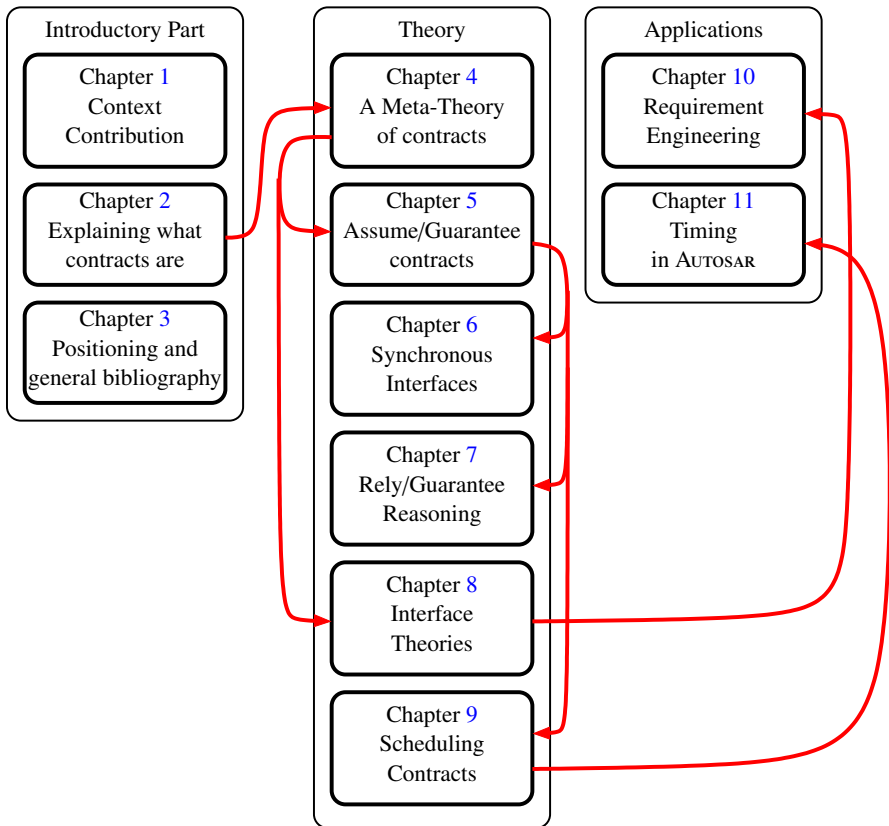 Introductory Part
Chapter 1
Context
Contribution
Chapter 2
Explaining what
contracts are
Chapter 3
Positioning and
general bibliography
Theory
Chapter 4
A Meta-Theory
of contracts
Chapter 5
Assume/Guarantee
contracts
Chapter 6
Synchronous
Interfaces
Chapter 7
Rely/Guarantee
Reasoning
Chapter 8
Interface
Theories
Chapter 9
Scheduling
Contracts
Applications
Chapter 10
Requirement
Engineering
Chapter 11
Timing
in AUTOSAR